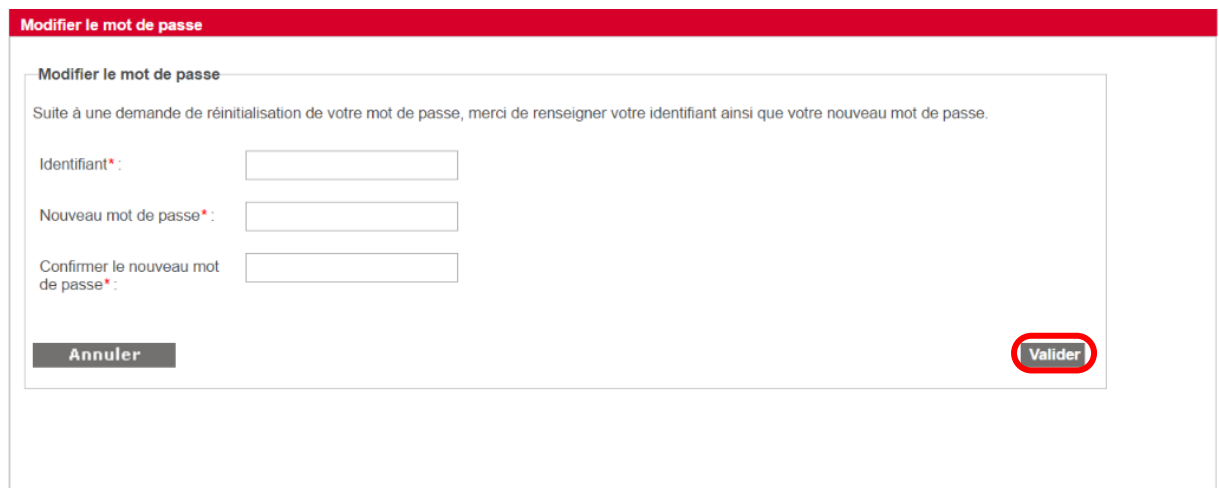 Modifier le mot de passe
Modifier le mot de passe
Suite à une demande de réinitialisation de votre mot de passe, merci de renseigner votre identifiant ainsi que votre nouveau mot de passe.
Identifiant* :
Nouveau mot de passe* :
Confirmer le nouveau mot
de passe* :
Annuler
Valider